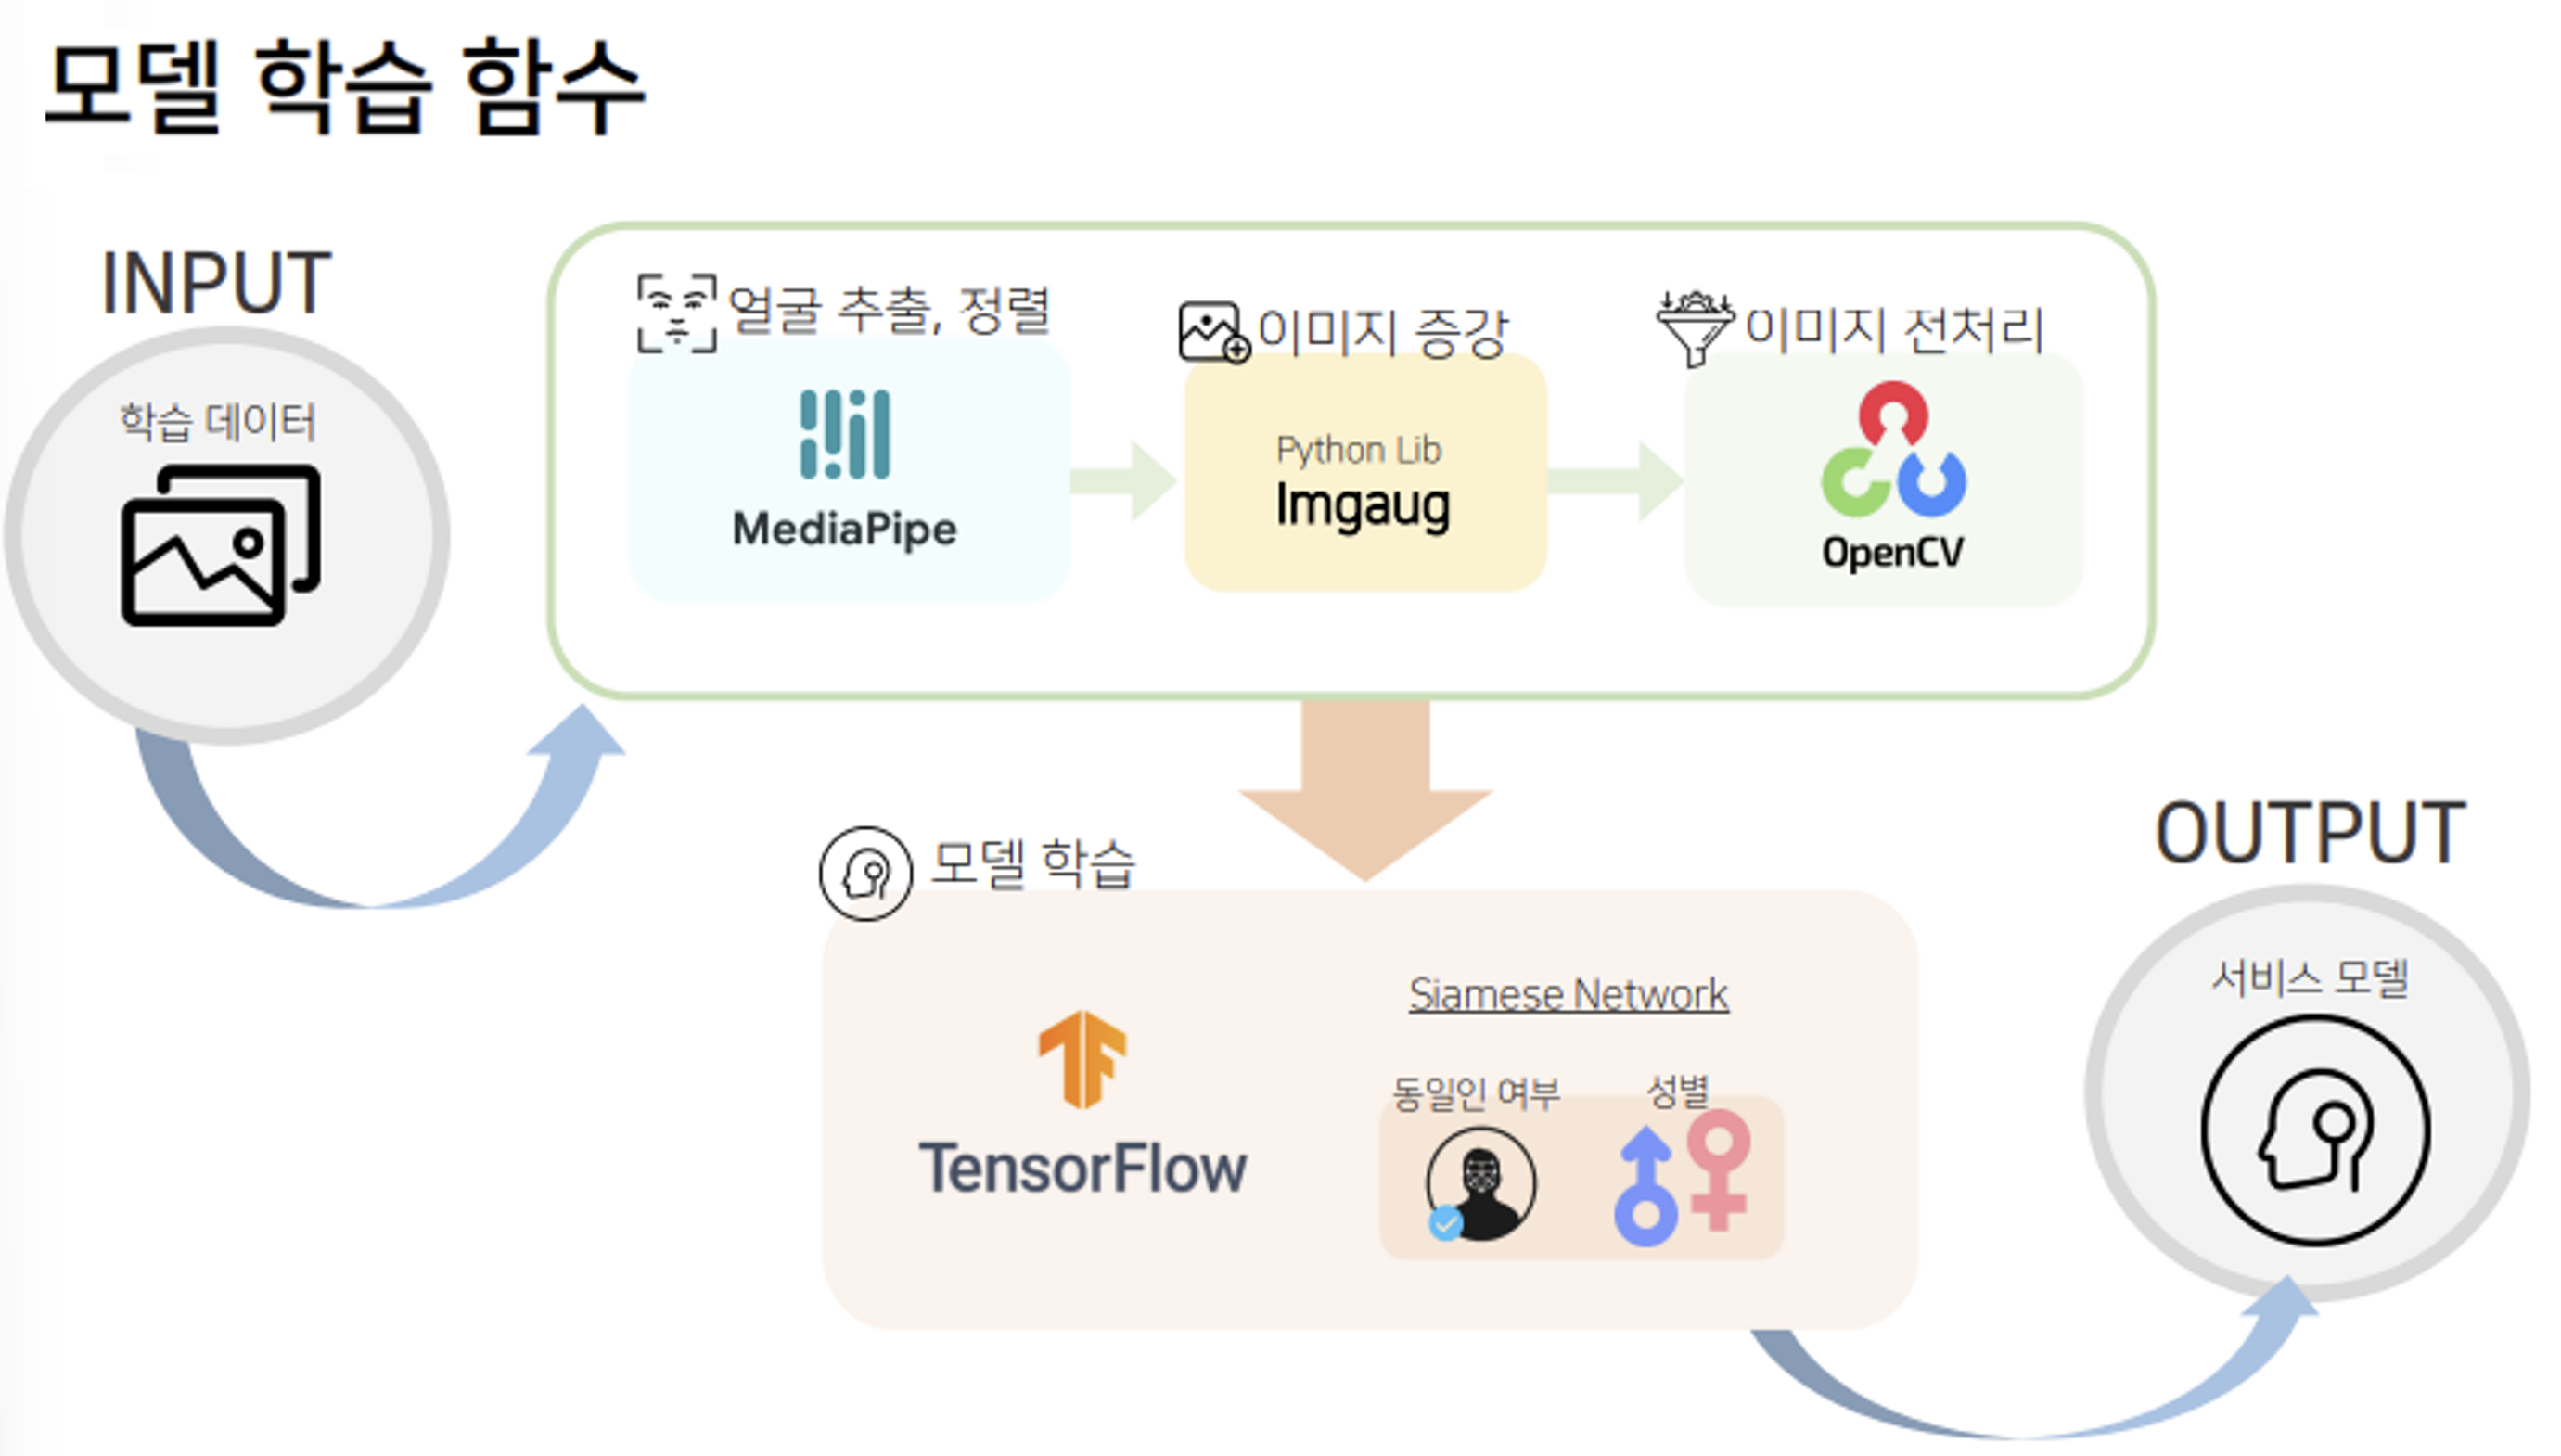 모델 학습 함수
INPUT
학습 데이터
얼굴 추출, 정렬
MediaPipe
이미지 증강
Python Lib
Imgaug
이미지 전처리
OpenCV
모델 학습
TensorFlow
Siamese Network
동일인 여부
성별
OUTPUT
서비스 모델